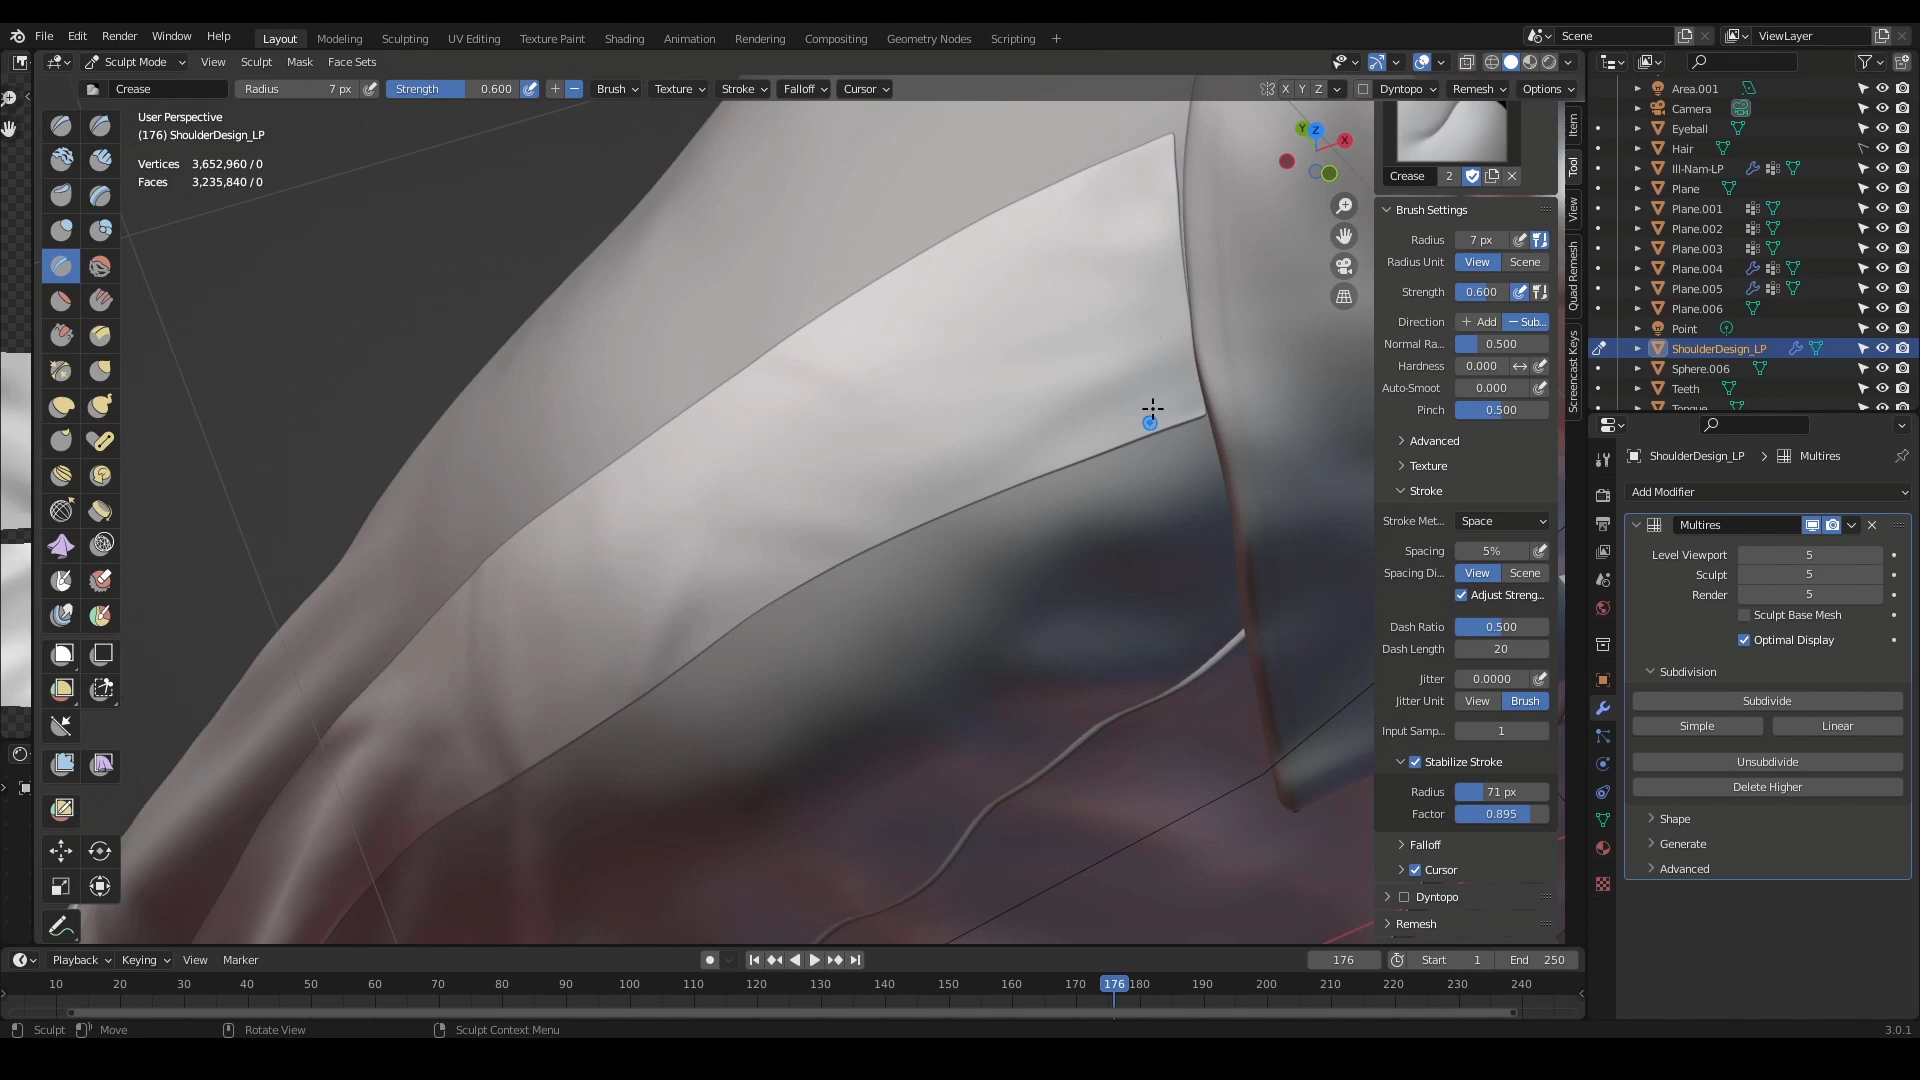 File Edit Render Window Help Layout Modeling Sculpting UV Editing Texture Paint Shading Animation Rendering Compositing Geometry Nodes Scripting + Scene ViewLayer
Sculpt Mode View Sculpt Mask Face Sets
Crease Radius 7 px Strength 0.600 + − Brush Texture Stroke Falloff Cursor X Y Z Dyntopo Remesh Options
User Perspective
(176) ShoulderDesign_LP
Vertices 3,652,960 / 0
Faces 3,235,840 / 0
Y Z X
Crease 2
Brush Settings
Radius 7 px
Radius Unit View Scene
Strength 0.600
Direction + Add − Sub...
Normal Ra... 0.500
Hardness 0.000
Auto-Smoot 0.000
Pinch 0.500
Advanced
Texture
Stroke
Stroke Met... Space
Spacing 5%
Spacing Di... View Scene
Adjust Streng...
Dash Ratio 0.500
Dash Length 20
Jitter 0.0000
Jitter Unit View Brush
Input Samp... 1
Stabilize Stroke
Radius 71 px
Factor 0.895
Falloff
Cursor
Dyntopo
Remesh
Item
Tool
View
Quad Remesh
Screencast Keys
Area.001
Camera
Eyeball
Hair
Ill-Nam-LP
Plane
Plane.001
Plane.002
Plane.003
Plane.004
Plane.005
Plane.006
Point
ShoulderDesign_LP
Sphere.006
Teeth
Tongue
ShoulderDesign_LP Multires
Add Modifier
Multires
Level Viewport 5
Sculpt 5
Render 5
Sculpt Base Mesh
Optimal Display
Subdivision
Subdivide
Simple Linear
Unsubdivide
Delete Higher
Shape
Generate
Advanced
Playback Keying View Marker 176 Start 1 End 250
10 20 30 40 50 60 70 80 90 100 110 120 130 140 150 160 170 176 180 190 200 210 220 230 240
Sculpt Move Rotate View Sculpt Context Menu 3.0.1